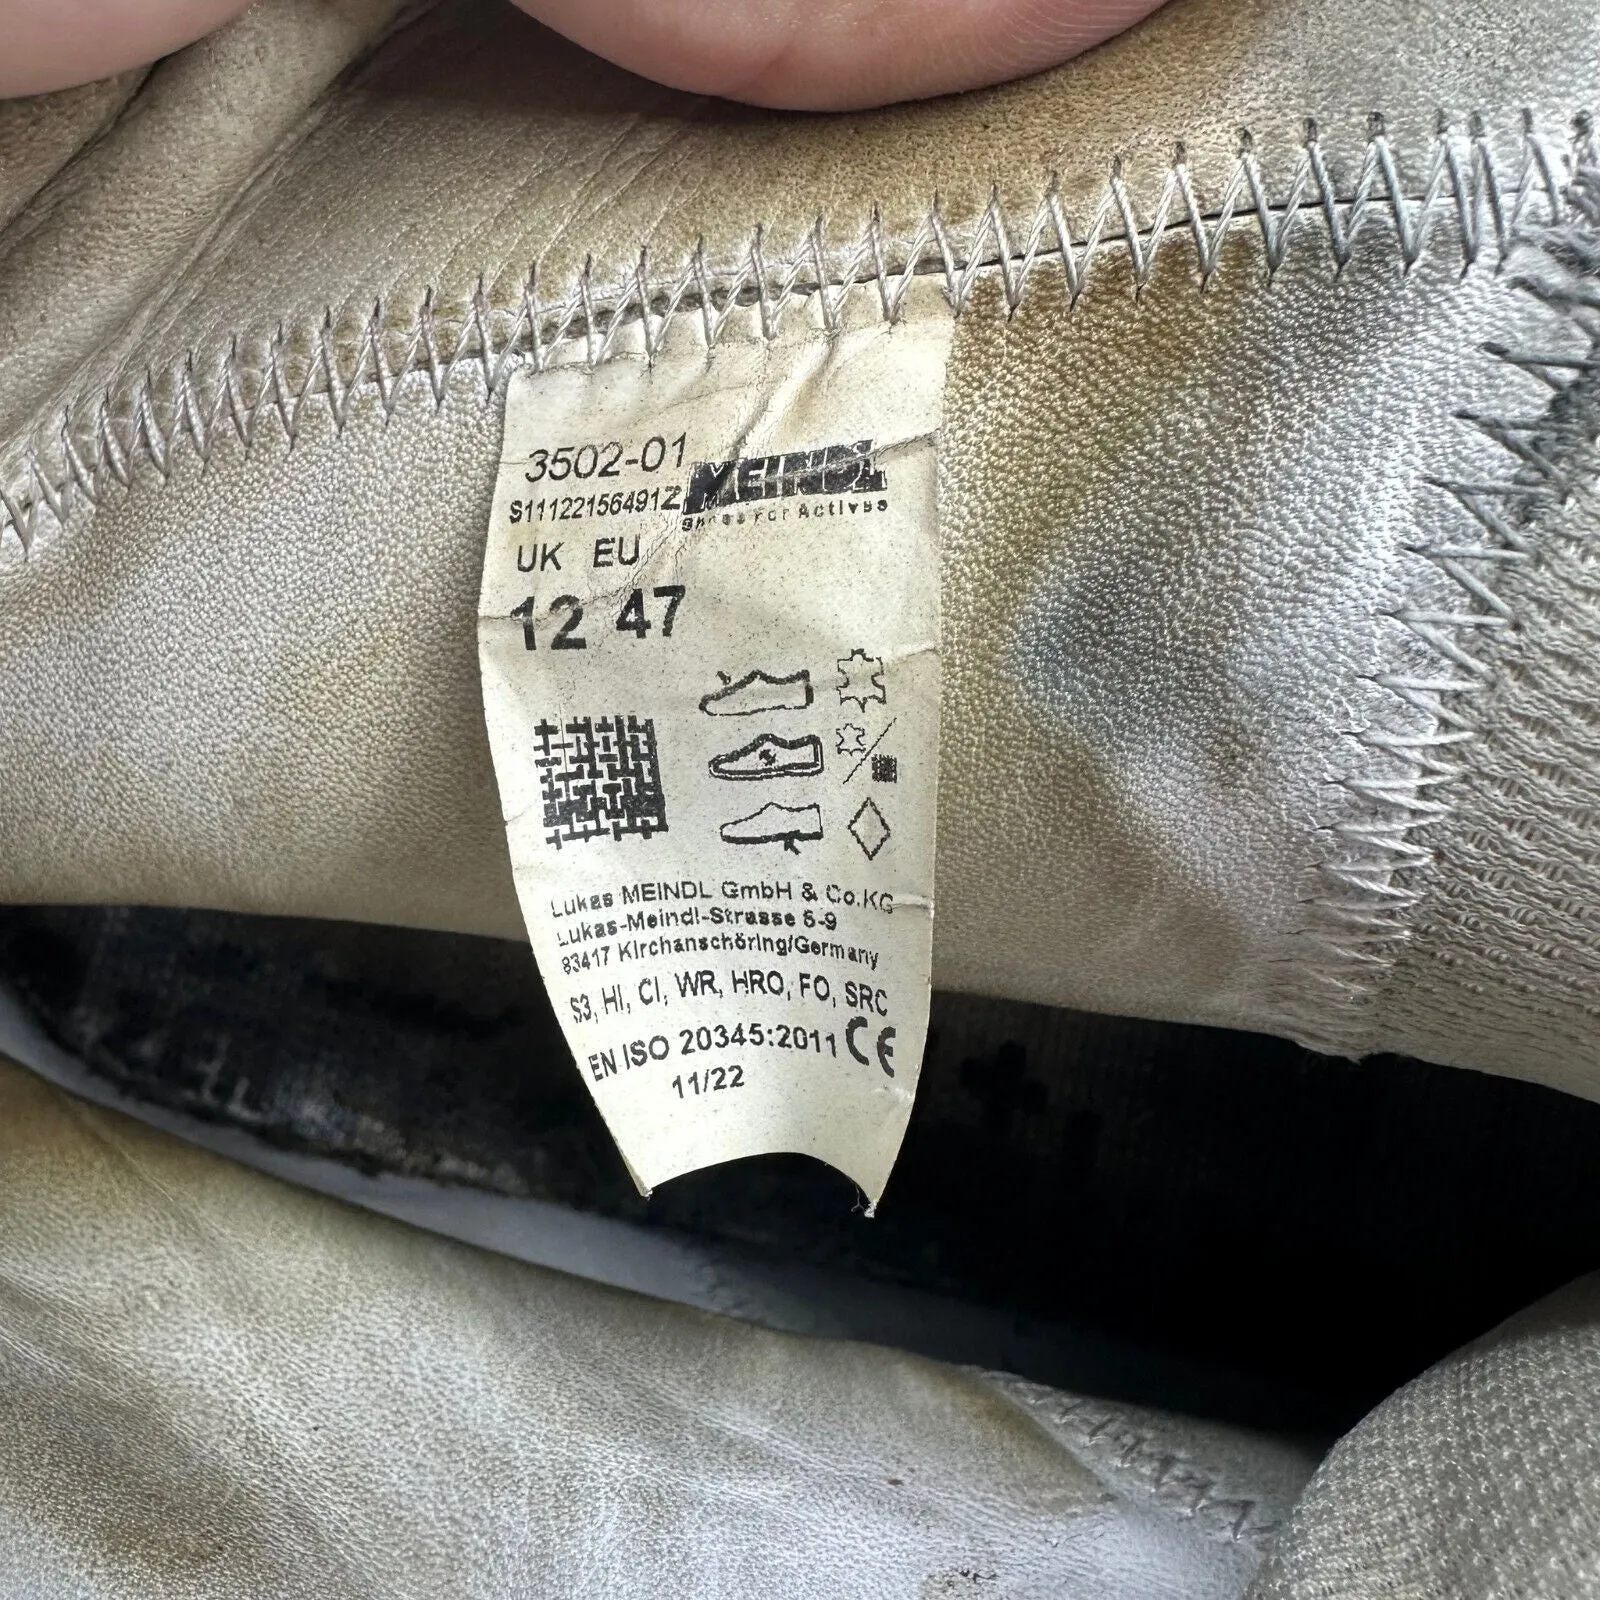 3502-01
S111221564912 MEINDL
Shoes For Actives
UK EU
12 47
Lukas MEINDL GmbH & Co.KG
Lukas-Meindl-Strasse 5-9
83417 Kirchanschöring/Germany
S3, HI, CI, WR, HRO, FO, SRC
EN ISO 20345:2011 CE
11/22